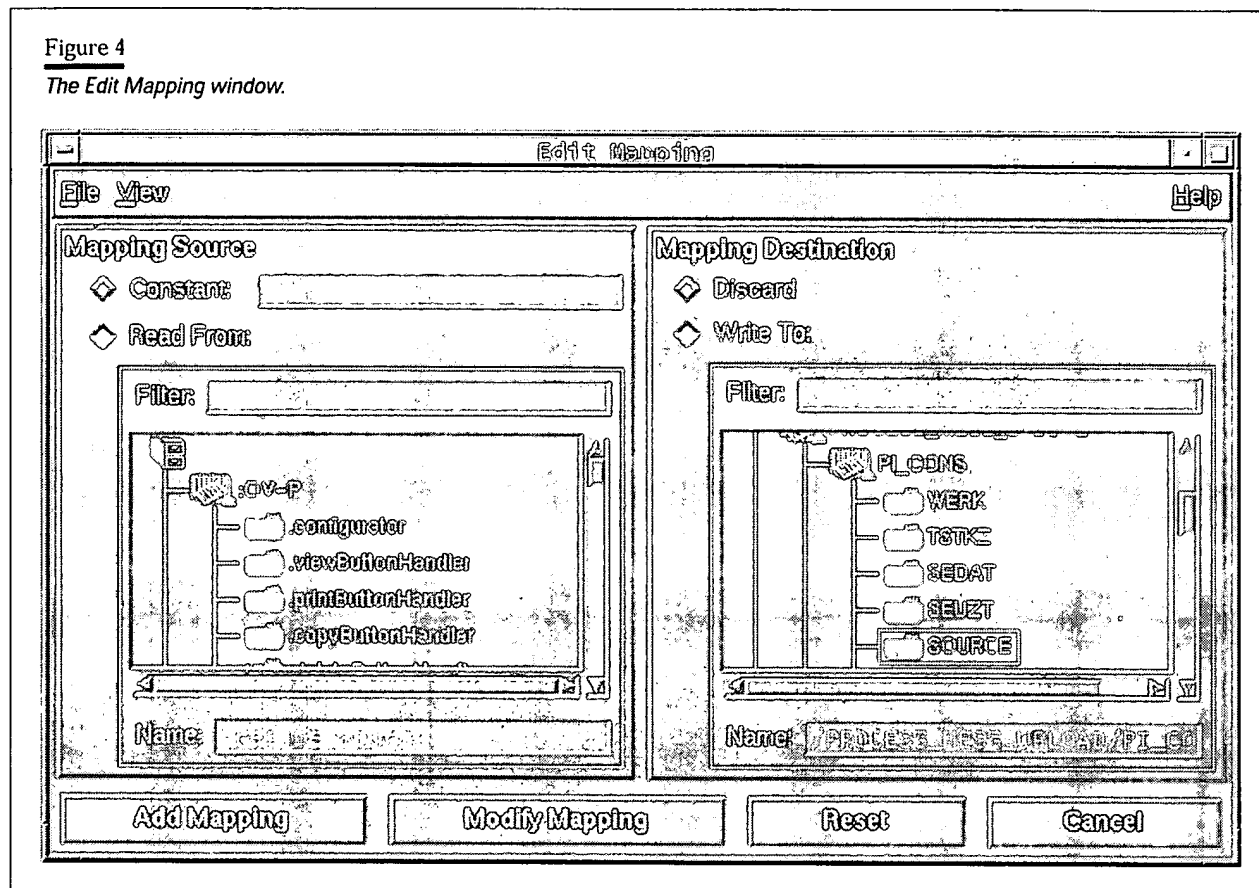 Figure 4
The Edit Mapping window.
Edit Mapping
File View Help
Mapping Source
Constant:
Read From:
Filter:
.configurator
.viewButtonHandler
.printButtonHandler
.copyButtonHandler
Name:
Mapping Destination
Discard
Write To:
Filter:
PI_CONS
WERK
TSTKZ
SEDAT
SEUZT
SOURCE
Name:
Add Mapping Modify Mapping Reset Cancel